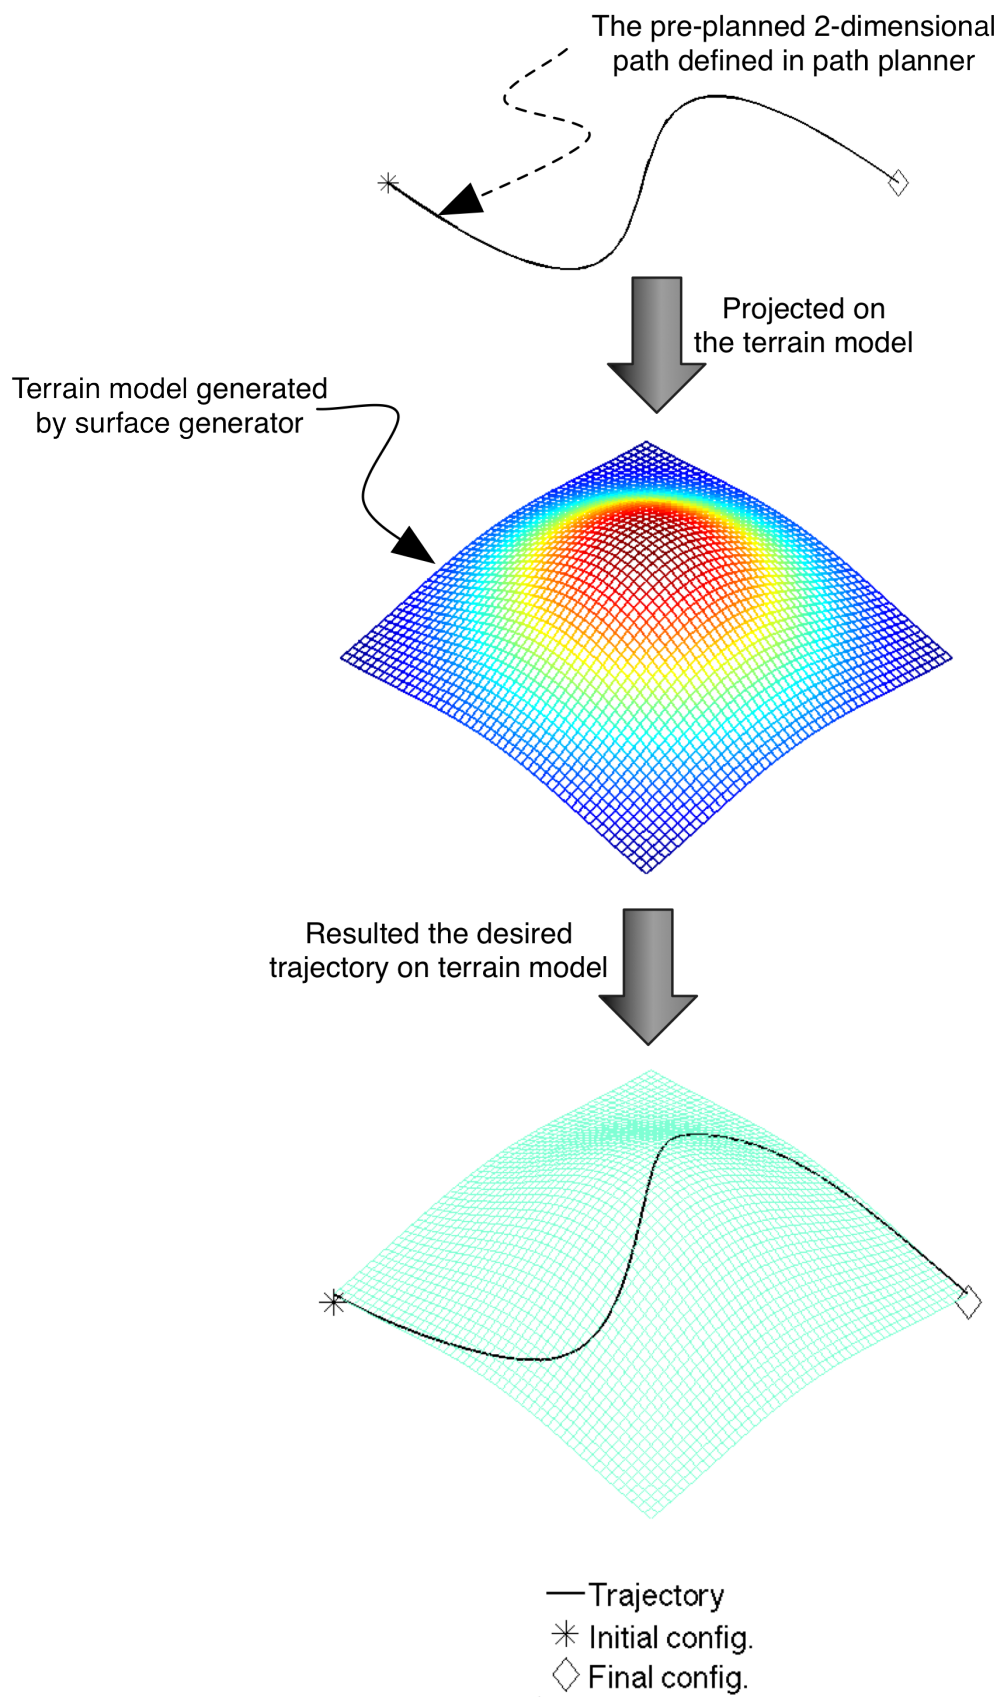 The pre-planned 2-dimensional
path defined in path planner
Projected on
the terrain model
Terrain model generated
by surface generator
Resulted the desired
trajectory on terrain model
Trajectory
Initial config.
Final config.